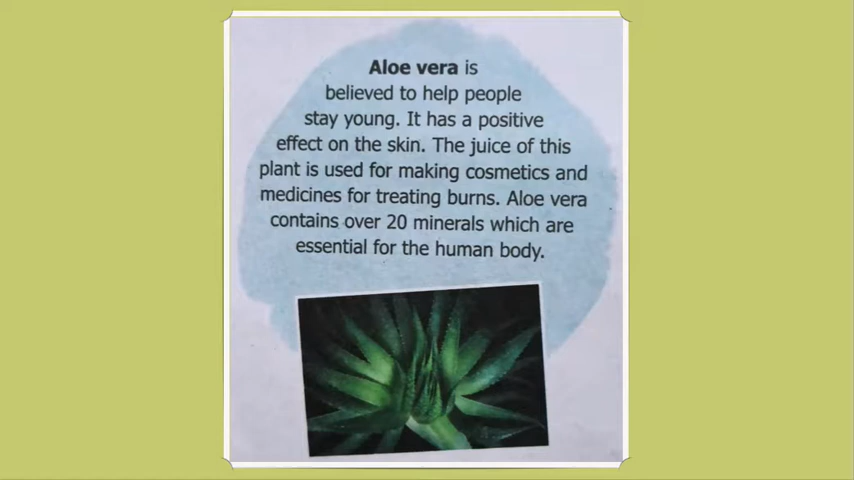 Aloe vera is
believed to help people
stay young. It has a positive
effect on the skin. The juice of this
plant is used for making cosmetics and
medicines for treating burns. Aloe vera
contains over 20 minerals which are
essential for the human body.